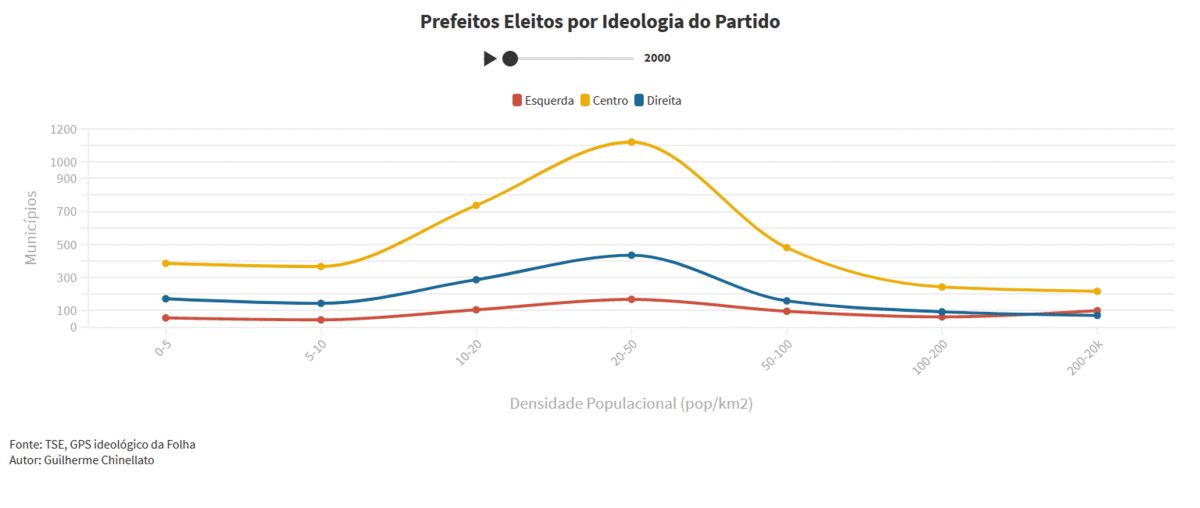 Prefeitos Eleitos por Ideologia do Partido
2000
Esquerda Centro Direita
1200
1000
900
700
500
300
100
0
Municípios
0-5
5-10
10-20
20-50
50-100
100-200
200-20k
Densidade Populacional (pop/km2)
Fonte: TSE, GPS ideológico da Folha
Autor: Guilherme Chinellato